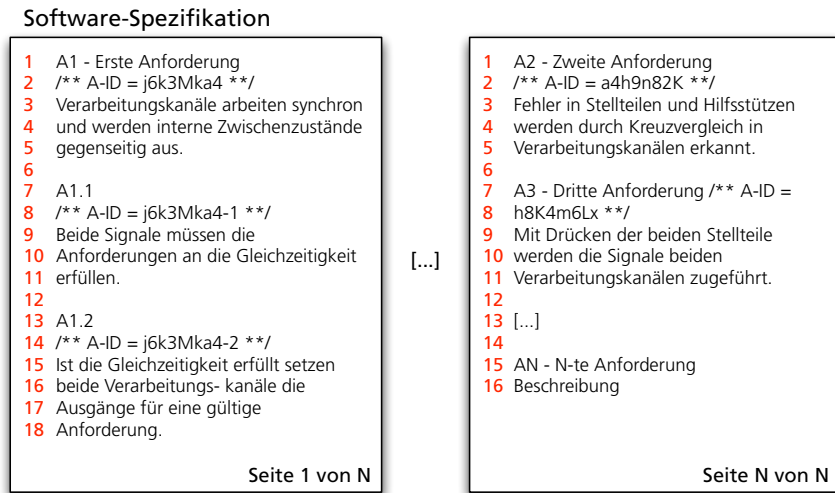 Software-Spezifikation
1 A1 - Erste Anforderung
2 /** A-ID = j6k3Mka4 **/
3 Verarbeitungskanäle arbeiten synchron
4 und werden interne Zwischenzustände
5 gegenseitig aus.
6
7 A1.1
8 /** A-ID = j6k3Mka4-1 **/
9 Beide Signale müssen die
10 Anforderungen an die Gleichzeitigkeit
11 erfüllen.
12
13 A1.2
14 /** A-ID = j6k3Mka4-2 **/
15 Ist die Gleichzeitigkeit erfüllt setzen
16 beide Verarbeitungs- kanäle die
17 Ausgänge für eine gültige
18 Anforderung.
Seite 1 von N
[...]
1 A2 - Zweite Anforderung
2 /** A-ID = a4h9n82K **/
3 Fehler in Stellteilen und Hilfsstützen
4 werden durch Kreuzvergleich in
5 Verarbeitungskanälen erkannt.
6
7 A3 - Dritte Anforderung /** A-ID =
8 h8K4m6Lx **/
9 Mit Drücken der beiden Stellteile
10 werden die Signale beiden
11 Verarbeitungskanälen zugeführt.
12
13 [...]
14
15 AN - N-te Anforderung
16 Beschreibung
Seite N von N